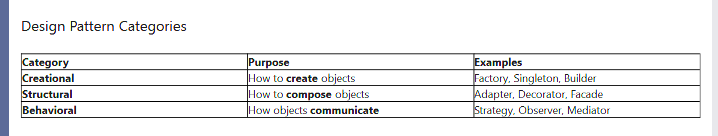 Design Pattern Categories
Category Purpose Examples
Creational How to create objects Factory, Singleton, Builder
Structural How to compose objects Adapter, Decorator, Facade
Behavioral How objects communicate Strategy, Observer, Mediator